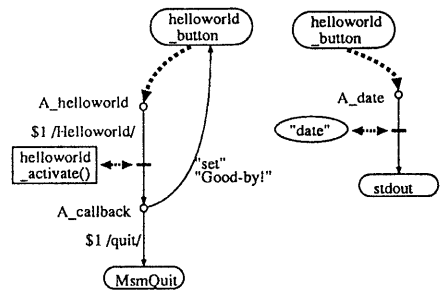 helloworld
_button
helloworld
_button
A_helloworld
A_date
$1 /Helloworld/
"date"
helloworld
_activate()
"set"
"Good-by!"
stdout
A_callback
$1 /quit/
MsmQuit